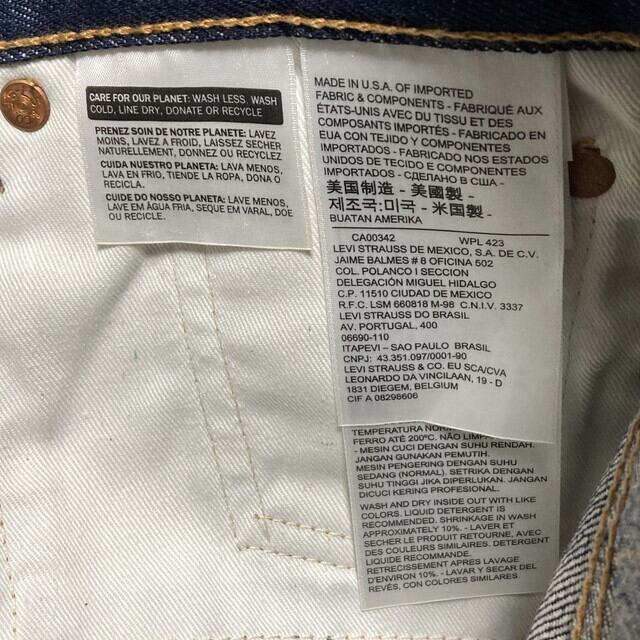 CARE FOR OUR PLANET: WASH LESS, WASH
COLD, LINE DRY, DONATE OR RECYCLE
PRENEZ SOIN DE NOTRE PLANETE: LAVEZ
MOINS, LAVEZ A FROID, LAISSEZ SECHER
NATURELLEMENT, DONNEZ OU RECYCLEZ
CUIDA NUESTRO PLANETA: LAVA MENOS,
LAVA EN FRIO, TIENDE LA ROPA, DONA O
RECICLA.
CUIDE DO NOSSO PLANETA: LAVE MENOS,
LAVE EM ÁGUA FRIA, SEQUE EM VARAL, DOE
OU RECICLE.
MADE IN U.S.A. OF IMPORTED
FABRIC & COMPONENTS - FABRIQUÉ AUX
ÉTATS-UNIS AVEC DU TISSU ET DES
COMPOSANTS IMPORTÉS - FABRICADO EN
EUA CON TEJIDO Y COMPONENTES
IMPORTADOS - FABRICADO NOS ESTADOS
UNIDOS DE TECIDO E COMPONENTES
IMPORTADOS - СДЕЛАНО В США -
美国制造 - 美國製 -
제조국:미국 - 米国製 -
BUATAN AMERIKA
CA00342 WPL 423
LEVI STRAUSS DE MEXICO, S.A. DE C.V.
JAIME BALMES # 8 OFICINA 502
COL. POLANCO I SECCION
DELEGACIÓN MIGUEL HIDALGO
C.P. 11510 CIUDAD DE MEXICO
R.F.C. LSM 660818 M-98 C.N.I.V. 3337
LEVI STRAUSS DO BRASIL
AV. PORTUGAL, 400
06690-110
ITAPEVI – SAO PAULO BRASIL
CNPJ: 43.351.097/0001-90
LEVI STRAUSS & CO. EU SCA/CVA
LEONARDO DA VINCILAAN, 19 - D
1831 DIEGEM, BELGIUM
CIF A 08298606
TEMPERATURA NORM
FERRO ATÉ 200ºC. NÃO LIMP
- MESIN CUCI DENGAN SUHU RENDAH.
JANGAN GUNAKAN PEMUTIH.
MESIN PENGERING DENGAN SUHU
SEDANG (NORMAL). SETRIKA DENGAN
SUHU TINGGI JIKA DIPERLUKAN. JANGAN
DICUCI KERING PROFESIONAL.
WASH AND DRY INSIDE OUT WITH LIKE
COLORS. LIQUID DETERGENT IS
RECOMMENDED. SHRINKAGE IN WASH
APPROXIMATELY 10%. - LAVER ET
SECHER LE PRODUIT RETOURNE, AVEC
DES COULEURS SIMILAIRES. DETERGENT
LIQUIDE RECOMMANDE.
RETRECISSEMENT APRES LAVAGE
D'ENVIRON 10%. - LAVAR Y SECAR DEL
REVÉS, CON COLORES SIMILARES.